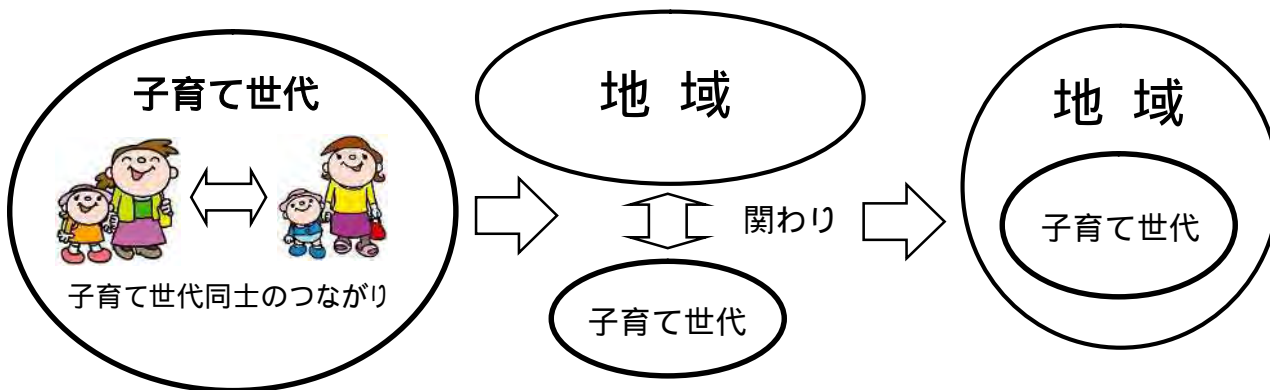 子育て世代
子育て世代同士のつながり
地 域
関わり
子育て世代
地 域
子育て世代